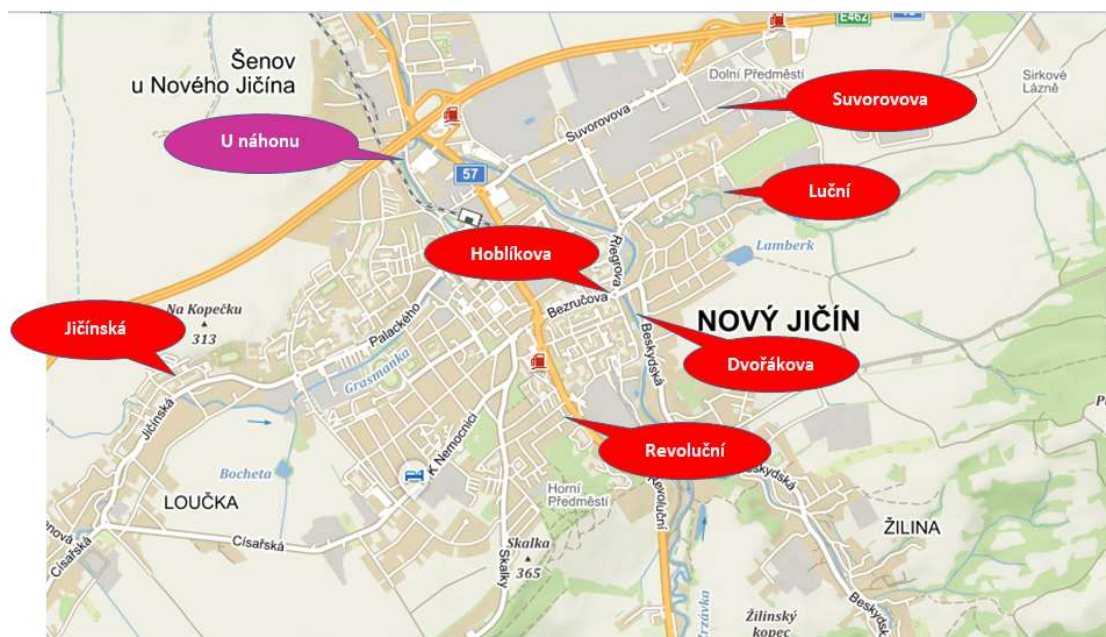 E462
Šenov
u Nového Jičína
Dolní Předměstí
Sirkové
Lázně
Suvorovova
U náhonu
Suvorovova
57
Luční
Hoblíkova
Riegrova
Lamberk
Na Kopečku
313
Jičínská
Palackého
Bezručova
NOVÝ JIČÍN
Grasmanka
Beskydská
Dvořákova
Jičínská
K Nemocnici
Revoluční
Bocheta
Beskydská
LOUČKA
Horní
Předměstí
Revoluční
ŽILINA
Císařská
Císařská
Skalka
365
Skalky
Beskydská
Žilinský
kopec